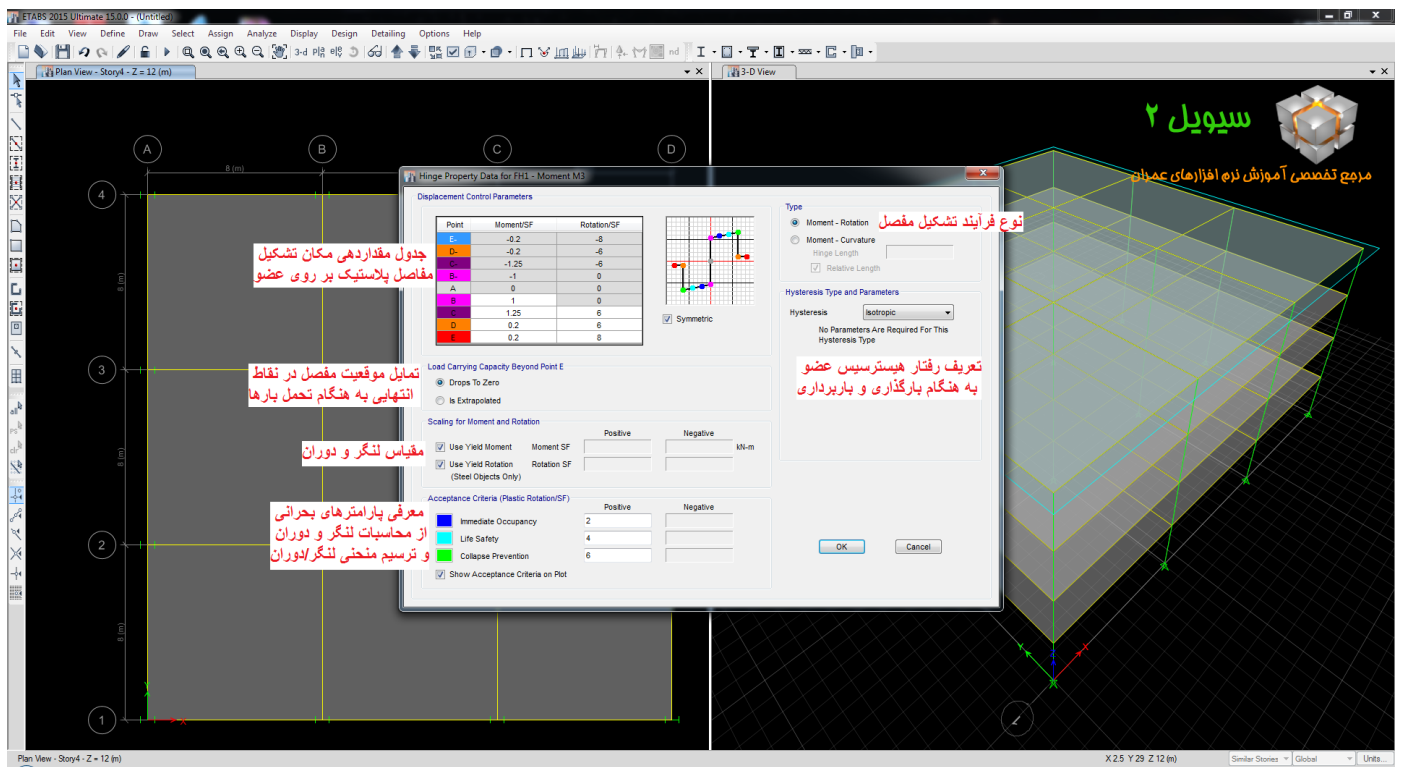 ETABS 2015 Ultimate 15.0.0 - (Untitled)
File Edit View Define Draw Select Assign Analyze Display Design Detailing Options Help
3-d
nd
Plan View - Story4 - Z = 12 (m)
3-D View
سیویل ۲
مرجع تخصصی آموزش نرم افزارهای عمران
A B C D
8 (m)
4
3
2
1
8 (m)
8 (m)
8 (m)
Y
X
Hinge Property Data for FH1 - Moment M3
Displacement Control Parameters
Point Moment/SF Rotation/SF
E- -0.2 -8
D- -0.2 -6
C- -1.25 -6
B- -1 0
A 0 0
B 1 0
C 1.25 6
D 0.2 6
E 0.2 8
Symmetric
جدول مقداردهی مکان تشکیل
مفاصل پلاستیک بر روی عضو
Load Carrying Capacity Beyond Point E
Drops To Zero
Is Extrapolated
تمایل موقعیت مفصل در نقاط
انتهایی به هنگام تحمل بارها
Scaling for Moment and Rotation
Positive Negative
Use Yield Moment Moment SF kN-m
Use Yield Rotation Rotation SF
(Steel Objects Only)
مقیاس لنگر و دوران
Acceptance Criteria (Plastic Rotation/SF)
Positive Negative
Immediate Occupancy 2
Life Safety 4
Collapse Prevention 6
Show Acceptance Criteria on Plot
معرفی پارامترهای بحرانی
از محاسبات لنگر و دوران
و ترسیم منحنی لنگر/دوران
Type
Moment - Rotation
نوع فرآیند تشکیل مفصل
Moment - Curvature
Hinge Length
Relative Length
Hysteresis Type and Parameters
Hysteresis Isotropic
No Parameters Are Required For This
Hysteresis Type
تعریف رفتار هیسترسیس عضو
به هنگام بارگذاری و باربرداری
OK Cancel
Y X
Plan View - Story4 - Z = 12 (m)
X 2.5 Y 29 Z 12 (m)
Similar Stories Global Units...